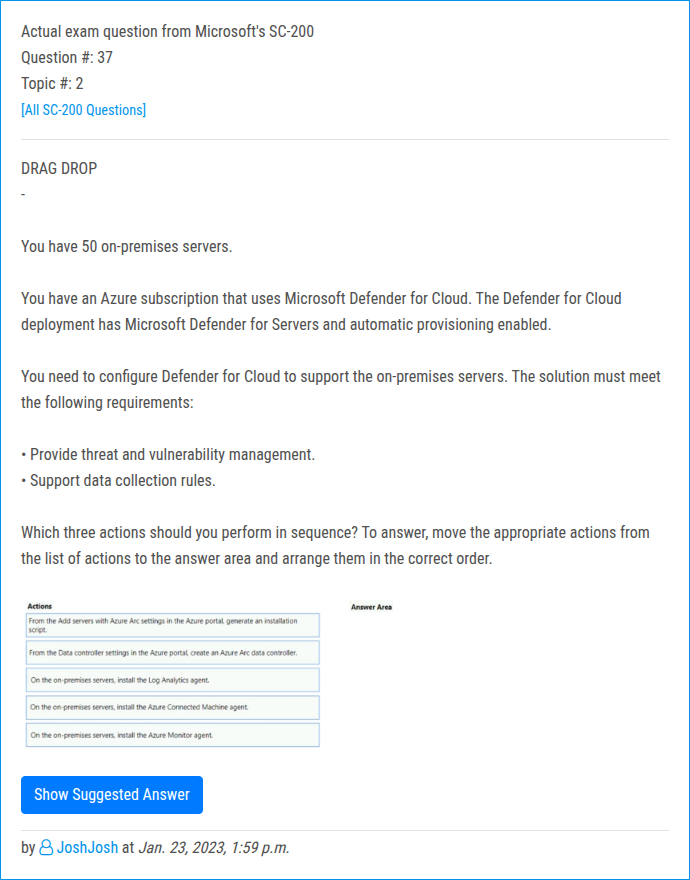 Actual exam question from Microsoft's SC-200
Question #: 37
Topic #: 2
[All SC-200 Questions]
DRAG DROP
-
You have 50 on-premises servers.
You have an Azure subscription that uses Microsoft Defender for Cloud. The Defender for Cloud
deployment has Microsoft Defender for Servers and automatic provisioning enabled.
You need to configure Defender for Cloud to support the on-premises servers. The solution must meet
the following requirements:
• Provide threat and vulnerability management.
• Support data collection rules.
Which three actions should you perform in sequence? To answer, move the appropriate actions from
the list of actions to the answer area and arrange them in the correct order.
Actions
Answer Area
From the Add servers with Azure Arc settings in the Azure portal, generate an installation
script.
From the Data controller settings in the Azure portal, create an Azure Arc data controller.
On the on-premises servers, install the Log Analytics agent.
On the on-premises servers, install the Azure Connected Machine agent.
On the on-premises servers, install the Azure Monitor agent.
Show Suggested Answer
by JoshJosh at Jan. 23, 2023, 1:59 p.m.